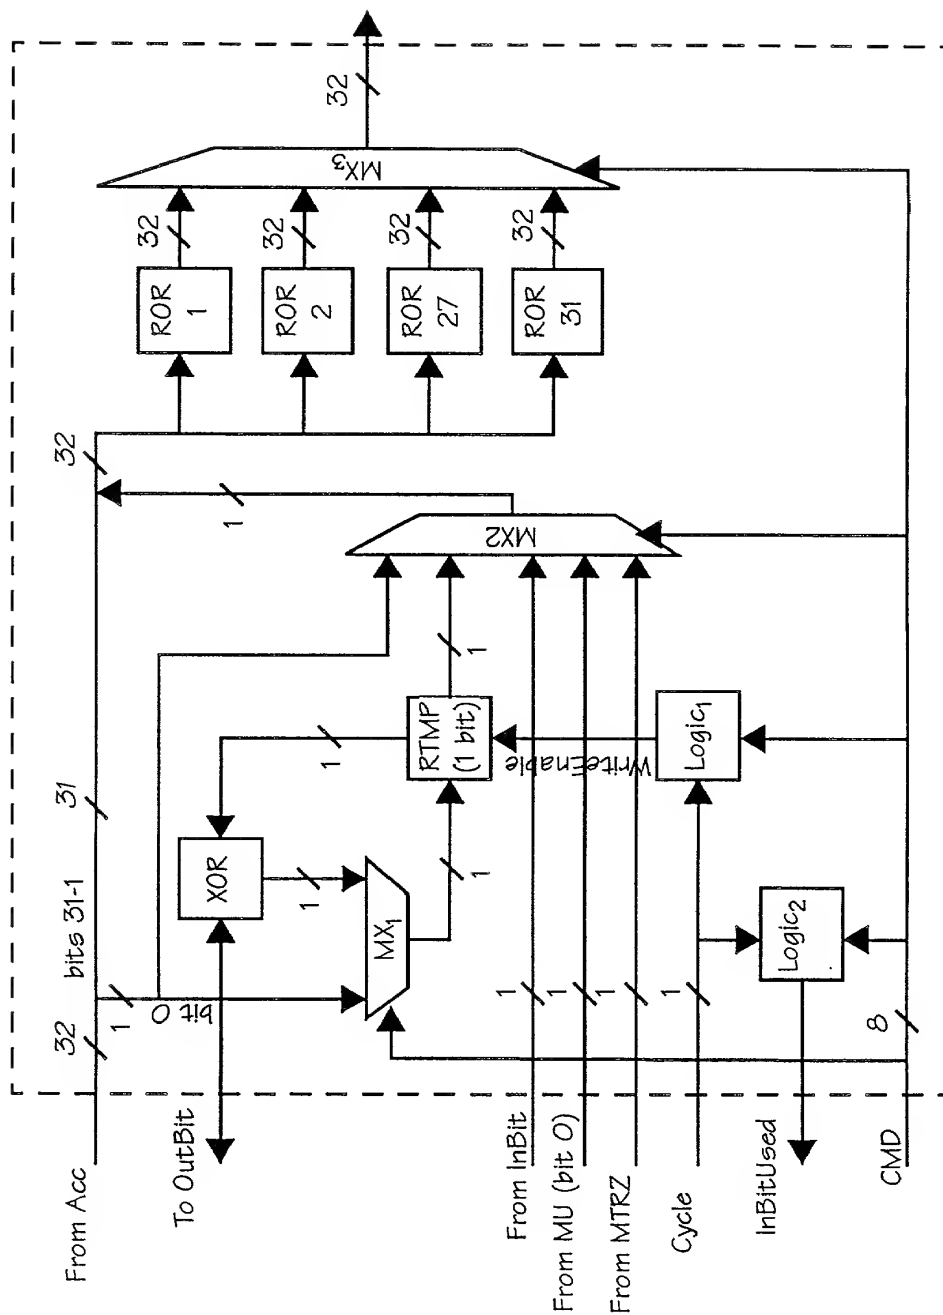 From Acc
32
1
bit 0
bits 31-1
31
32
To OutBit
XOR
1
1
MX1
1
RTMP
(1 bit)
1
1
WriteEnable
MX2
1
ROR
1
32
ROR
2
32
ROR
27
32
ROR
31
32
MX3
32
From InBit
1
From MU (bit 0)
1
From MTRZ
1
Cycle
1
Logic1
Logic2
InBitUsed
CMD
8